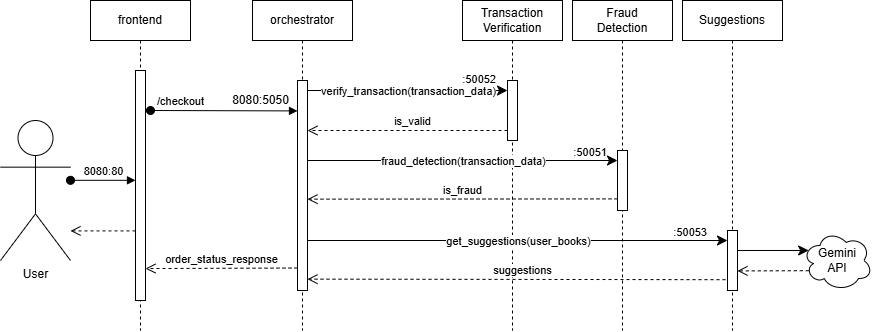 frontend
orchestrator
Transaction
Verification
Fraud
Detection
Suggestions
:50052
/checkout
8080:5050
verify_transaction(transaction_data)
is_valid
:50051
fraud_detection(transaction_data)
8080:80
is_fraud
:50053
get_suggestions(user_books)
Gemini
API
order_status_response
suggestions
User